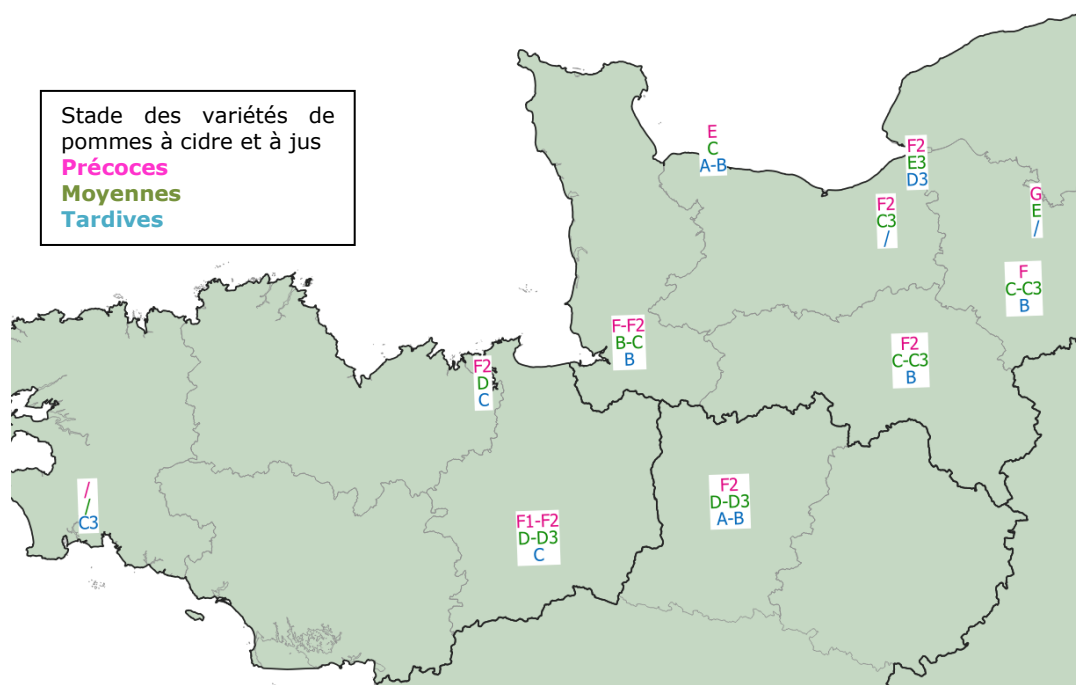 Stade des variétés de
pommes à cidre et à jus
Précoces
Moyennes
Tardives
E
C
A-B
F2
E3
D3
F2
C3
/
G
E
/
F
C-C3
B
F-F2
B-C
B
F2
C-C3
B
F2
D
C
/
/
C3
F1-F2
D-D3
C
F2
D-D3
A-B